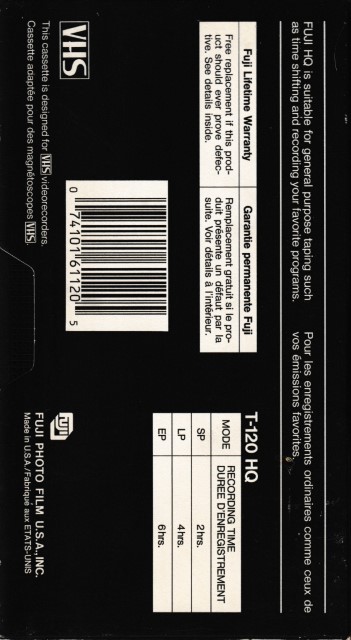 FUJI HQ is suitable for general purpose taping such
as time shifting and recording your favorite programs.
Pour les enregistrements ordinaires comme ceux de
vos émissions favorites.
Fuji Lifetime Warranty
Free replacement if this prod-
uct should ever prove defec-
tive. See details inside.
Garantie permanente Fuji
Remplacement gratuit si le pro-
duit présente un défaut par la
suite. Voir détails à l'intérieur.
T-120 HQ
MODE
RECORDING TIME
DUREE D'ENREGISTREMENT
SP 2hrs.
LP 4hrs.
EP 6hrs.
VHS
This cassette is designed for VHS videorecorders.
Cassette adaptée pour des magnétoscopes VHS.
0 74101 61120 5
FUJI
FUJI PHOTO FILM U.S.A., INC.
Made in U.S.A./Fabriqué aux ETATS-UNIS